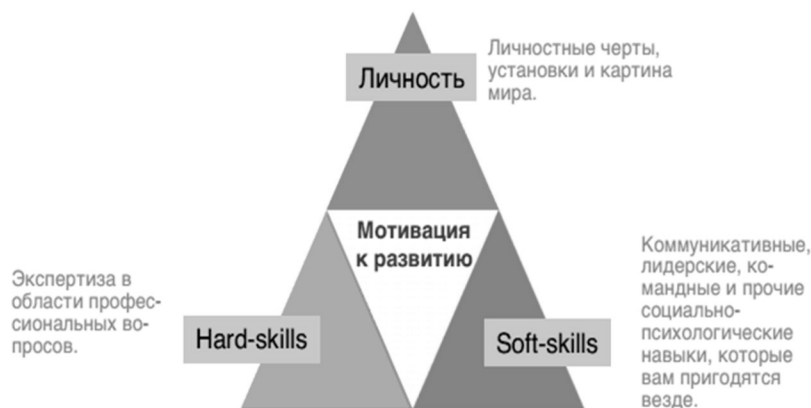 Личность
Личностные черты,
установки и картина
мира.
Мотивация
к развитию
Экспертиза в
области профес-
сиональных во-
просов.
Hard-skills
Soft-skills
Коммуникативные,
лидерские, ко-
мандные и прочие
социально-
психологические
навыки, которые
вам пригодятся
везде.